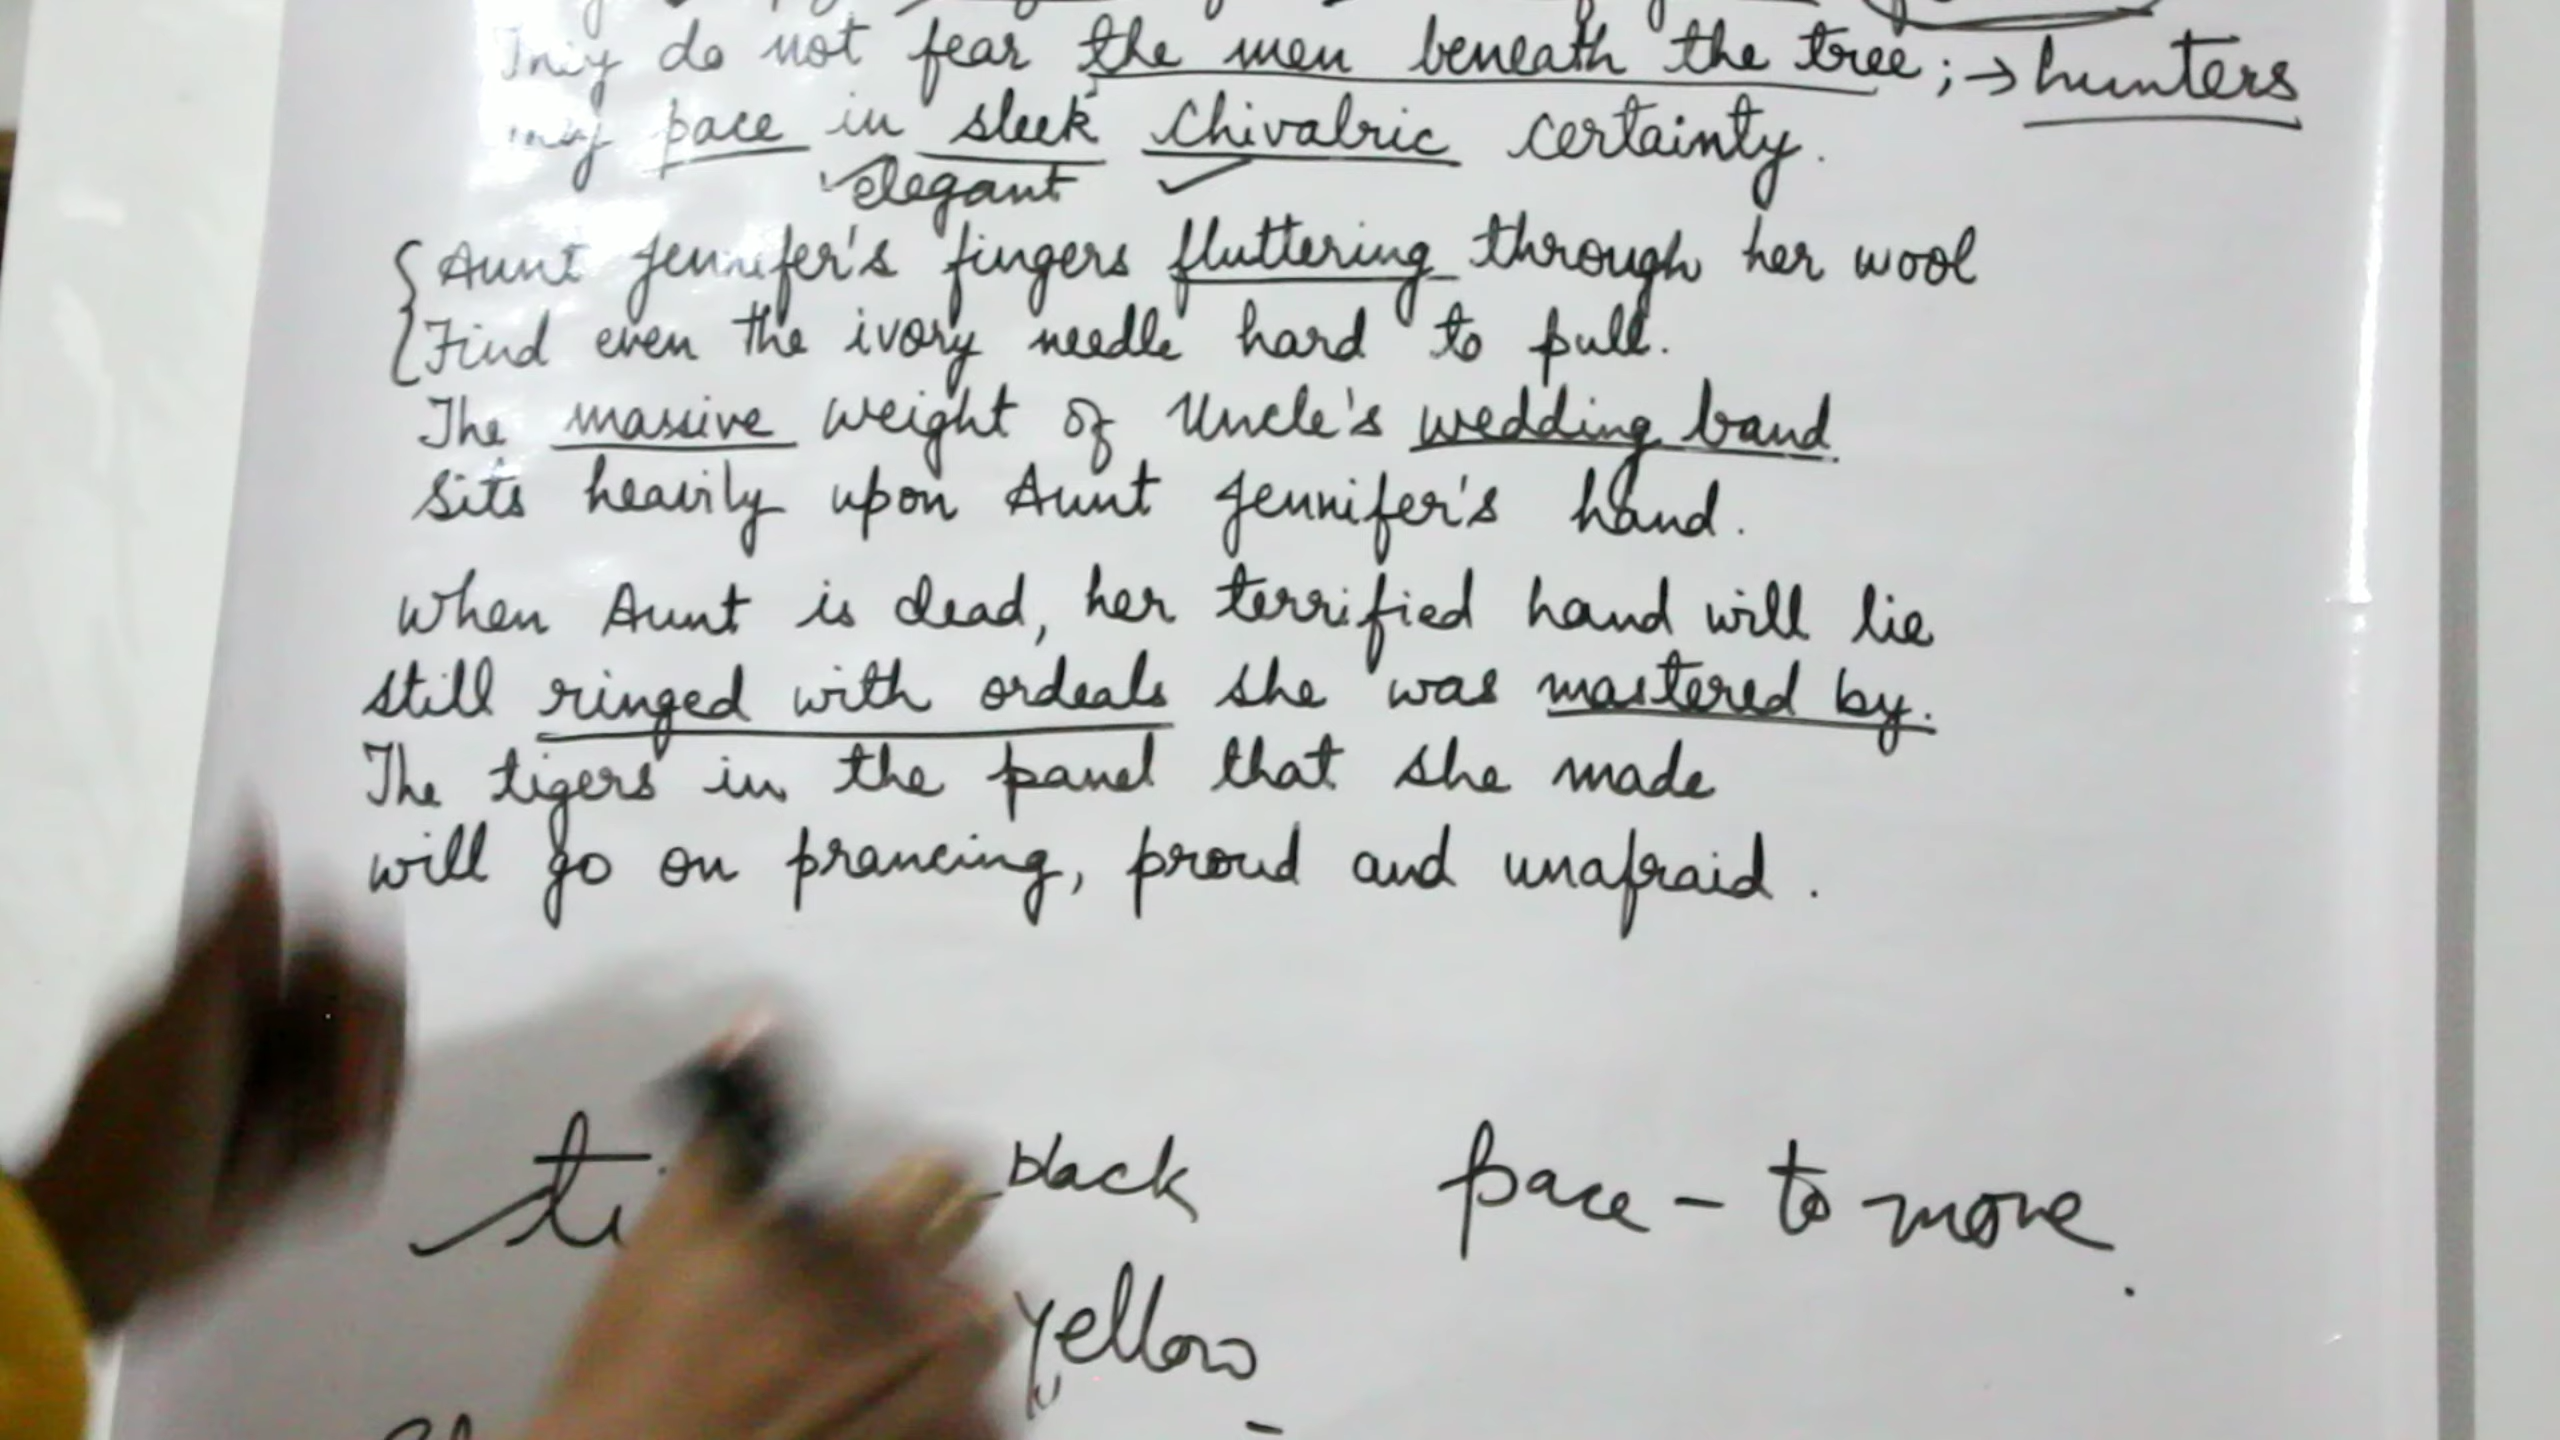 They do not fear the men beneath the tree; → hunters
They pace in sleek chivalric certainty.
elegant
Aunt Jennifer's fingers fluttering through her wool
Find even the ivory needle hard to pull.
The massive weight of Uncle's wedding band
Sits heavily upon Aunt Jennifer's hand.
When Aunt is dead, her terrified hand will lie
still ringed with ordeals she was mastered by.
The tigers in the panel that she made
will go on prancing, proud and unafraid.
black
pace - to move
yellow